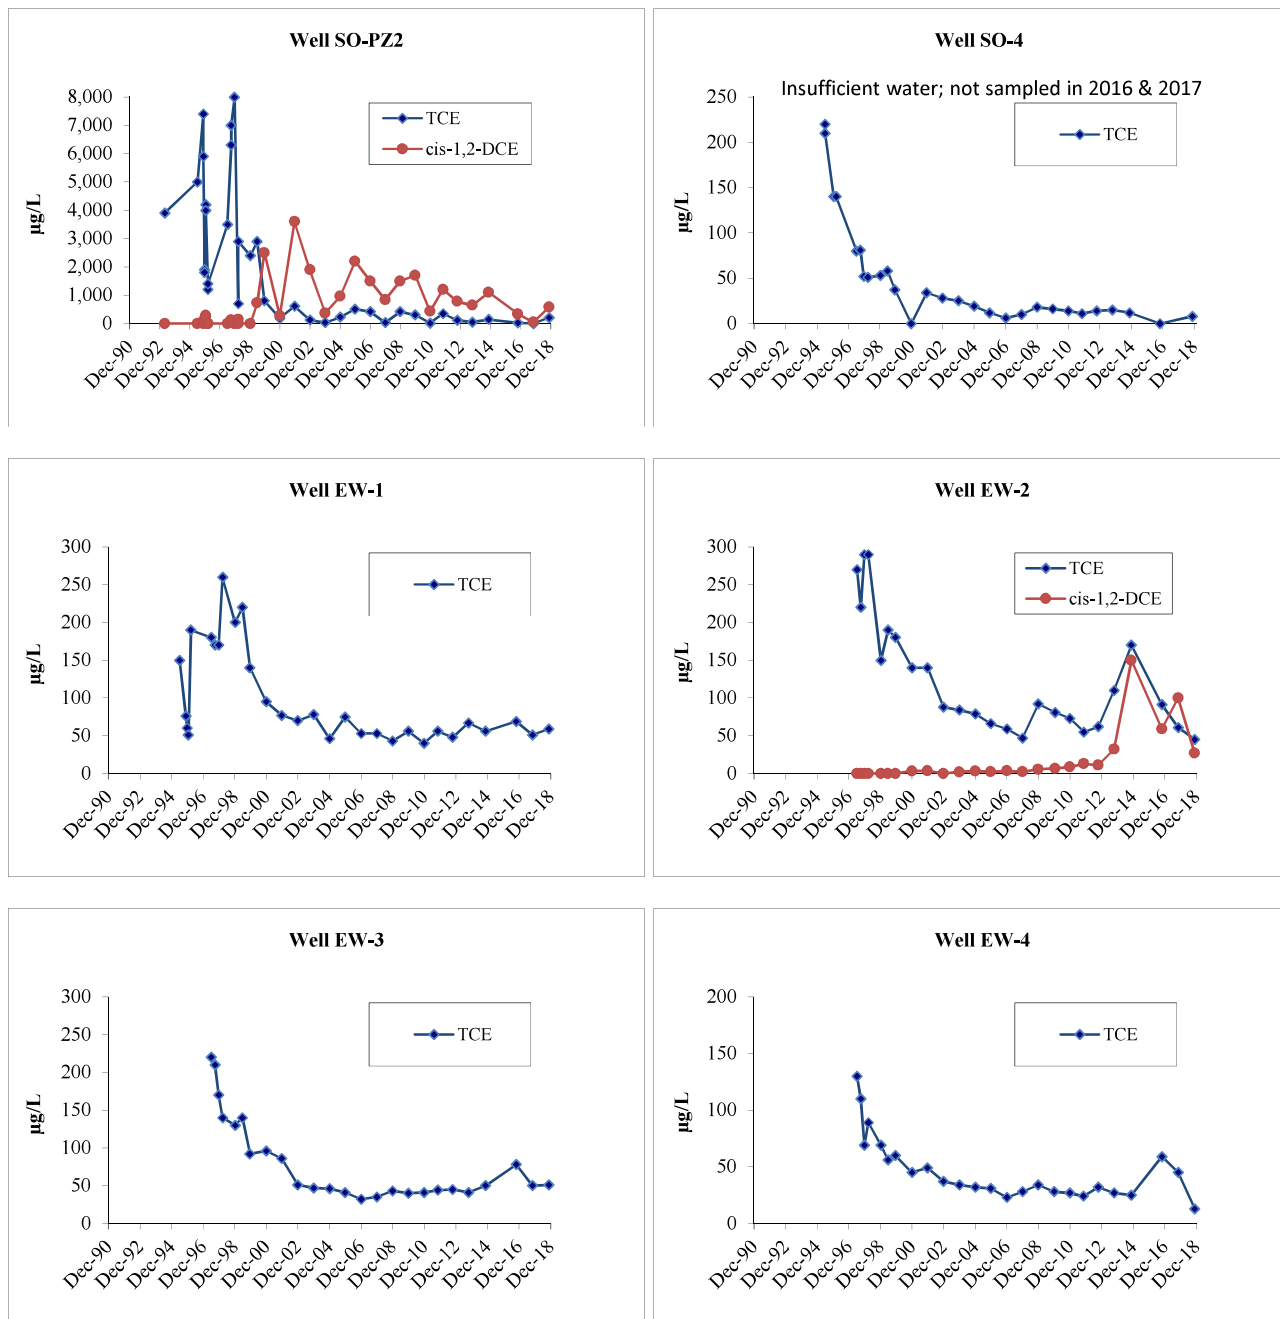 Well SO-PZ2
µg/L
8,000
7,000
6,000
5,000
4,000
3,000
2,000
1,000
0
TCE
cis-1,2-DCE
Dec-90
Dec-92
Dec-94
Dec-96
Dec-98
Dec-00
Dec-02
Dec-04
Dec-06
Dec-08
Dec-10
Dec-12
Dec-14
Dec-16
Dec-18
Well SO-4
Insufficient water; not sampled in 2016 & 2017
µg/L
250
200
150
100
50
0
TCE
Dec-90
Dec-92
Dec-94
Dec-96
Dec-98
Dec-00
Dec-02
Dec-04
Dec-06
Dec-08
Dec-10
Dec-12
Dec-14
Dec-16
Dec-18
Well EW-1
µg/L
300
250
200
150
100
50
0
TCE
Dec-90
Dec-92
Dec-94
Dec-96
Dec-98
Dec-00
Dec-02
Dec-04
Dec-06
Dec-08
Dec-10
Dec-12
Dec-14
Dec-16
Dec-18
Well EW-2
µg/L
300
250
200
150
100
50
0
TCE
cis-1,2-DCE
Dec-90
Dec-92
Dec-94
Dec-96
Dec-98
Dec-00
Dec-02
Dec-04
Dec-06
Dec-08
Dec-10
Dec-12
Dec-14
Dec-16
Dec-18
Well EW-3
µg/L
300
250
200
150
100
50
0
TCE
Dec-90
Dec-92
Dec-94
Dec-96
Dec-98
Dec-00
Dec-02
Dec-04
Dec-06
Dec-08
Dec-10
Dec-12
Dec-14
Dec-16
Dec-18
Well EW-4
µg/L
200
150
100
50
0
TCE
Dec-90
Dec-92
Dec-94
Dec-96
Dec-98
Dec-00
Dec-02
Dec-04
Dec-06
Dec-08
Dec-10
Dec-12
Dec-14
Dec-16
Dec-18